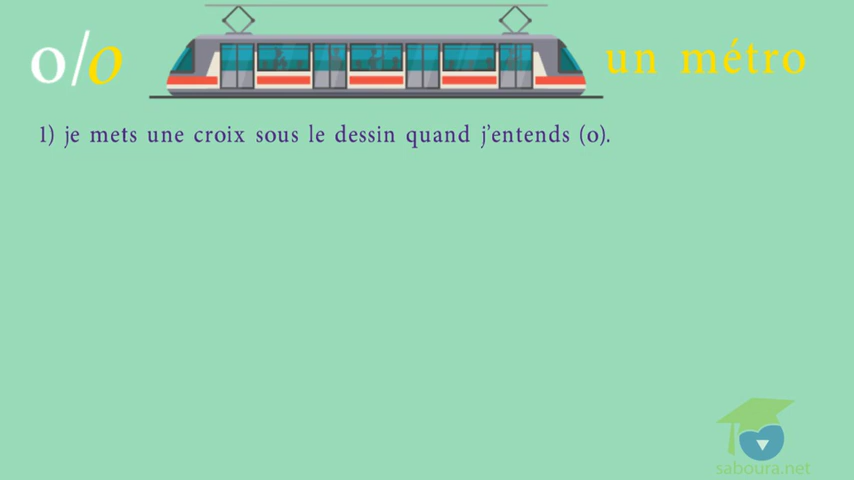 o/o
un métro
1) je mets une croix sous le dessin quand j'entends (o).
saboura.net